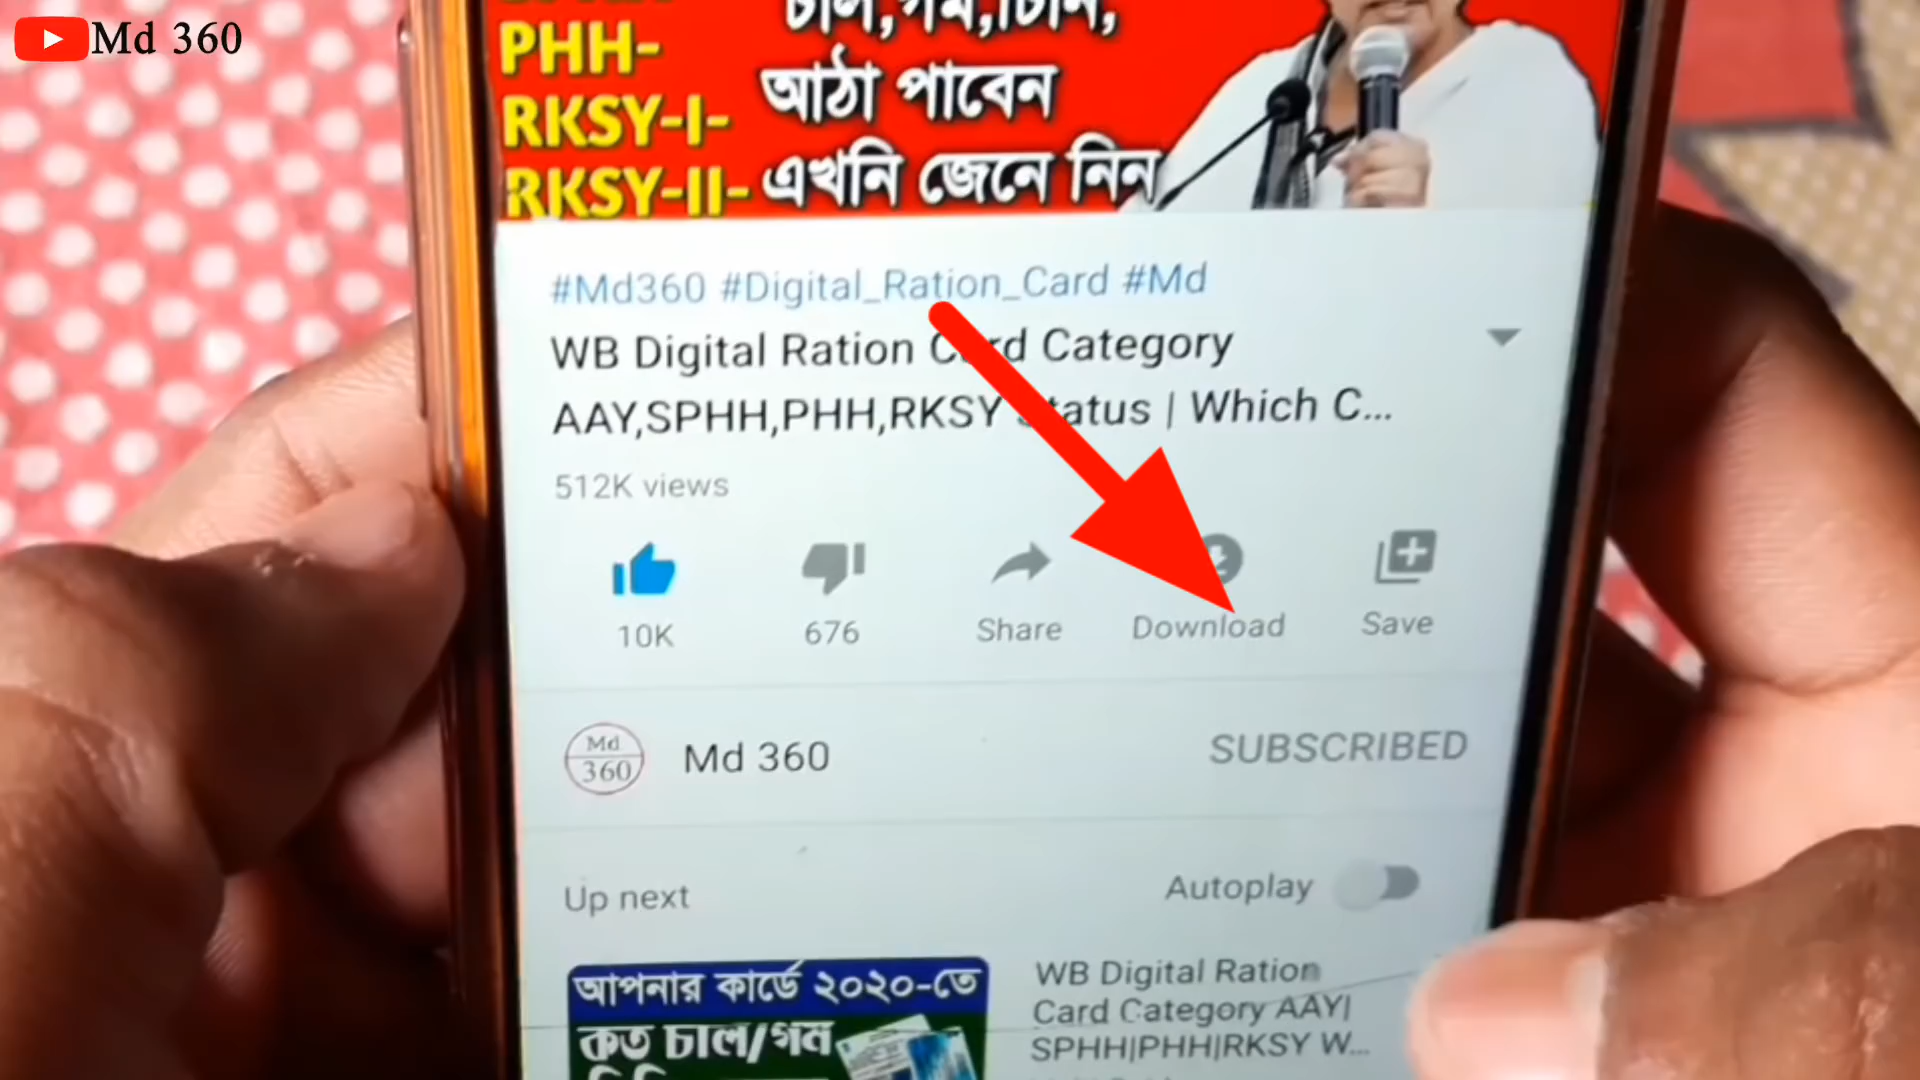 Md 360
চাল,গম,চিনি,
PHH-
আঠা পাবেন
RKSY-I-
RKSY-II-
এখনি জেনে নিন
#Md360 #Digital_Ration_Card #Md
WB Digital Ration Card Category
AAY,SPHH,PHH,RKSY Status | Which C...
512K views
10K
676
Share
Download
Save
Md
360
Md 360
SUBSCRIBED
Up next
Autoplay
আপনার কার্ডে ২০২০-তে
কত চাল/গম
WB Digital Ration
Card Category AAY|
SPHH|PHH|RKSY W...